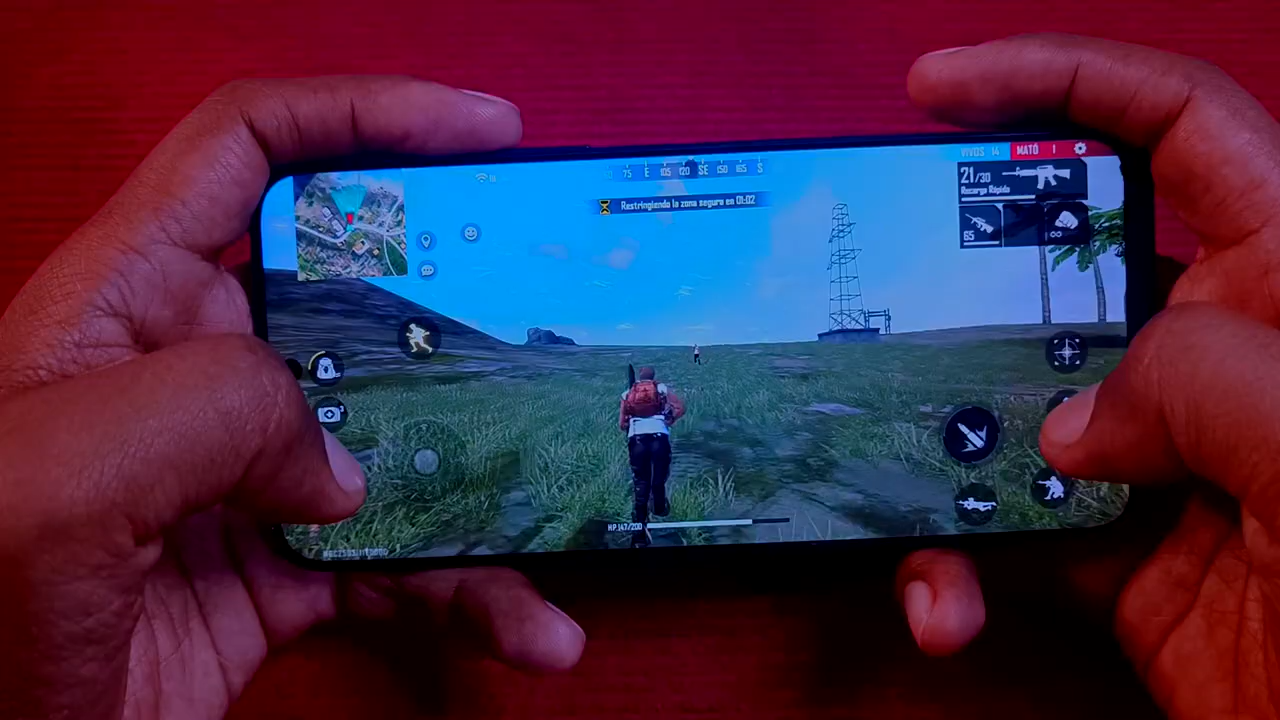 75 E 105 120 SE 150 165 S
VIVOS 14 MATÓ 1
Restringiendo la zona segura en 01:02
21/30
Recarga Rápida
65
HP 147/200